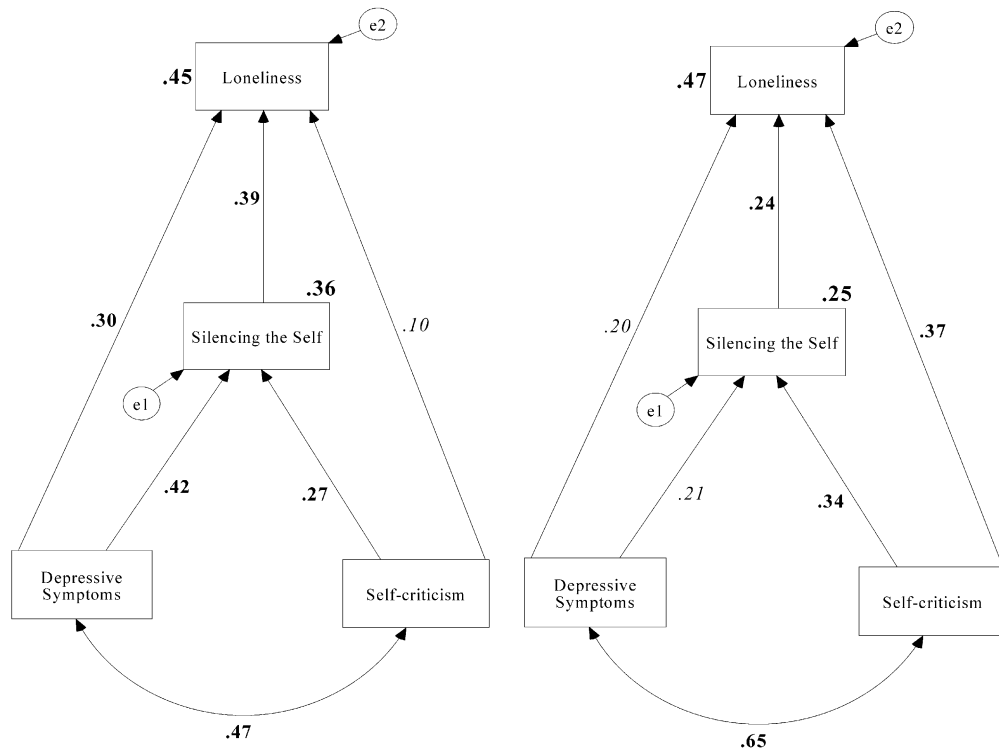 e2
.45
Loneliness
.39
.30
.10
.36
Silencing the Self
e1
.42
.27
Depressive
Symptoms
Self-criticism
.47
e2
.47
Loneliness
.24
.20
.37
.25
Silencing the Self
e1
.21
.34
Depressive
Symptoms
Self-criticism
.65